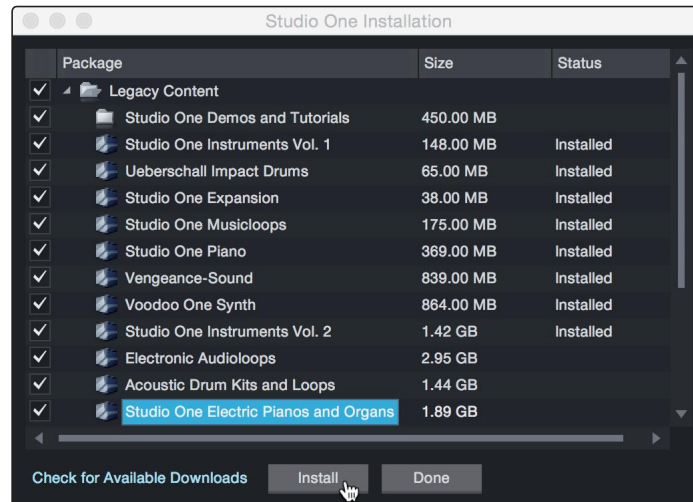 Studio One Installation
Package Size Status
Legacy Content
Studio One Demos and Tutorials 450.00 MB
Studio One Instruments Vol. 1 148.00 MB Installed
Ueberschall Impact Drums 65.00 MB Installed
Studio One Expansion 38.00 MB Installed
Studio One Musicloops 175.00 MB Installed
Studio One Piano 369.00 MB Installed
Vengeance-Sound 839.00 MB Installed
Voodoo One Synth 864.00 MB Installed
Studio One Instruments Vol. 2 1.42 GB Installed
Electronic Audioloops 2.95 GB
Acoustic Drum Kits and Loops 1.44 GB
Studio One Electric Pianos and Organs 1.89 GB
Check for Available Downloads Install Done